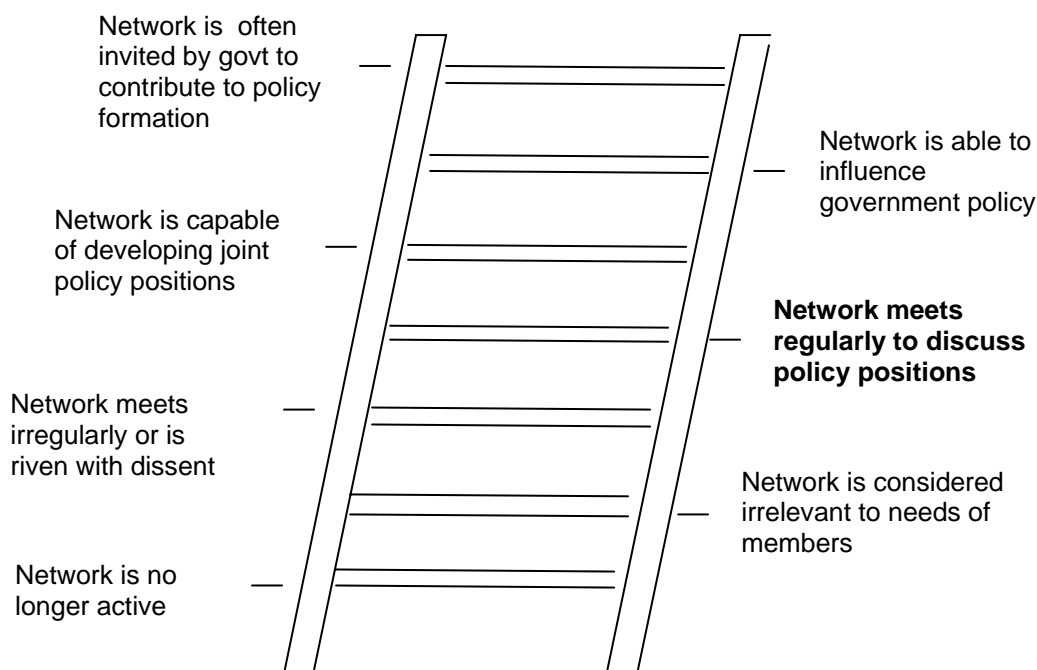 Network is often
invited by govt to
contribute to policy
formation
Network is able to
influence
government policy
Network is capable
of developing joint
policy positions
Network meets
regularly to discuss
policy positions
Network meets
irregularly or is
riven with dissent
Network is considered
irrelevant to needs of
members
Network is no
longer active